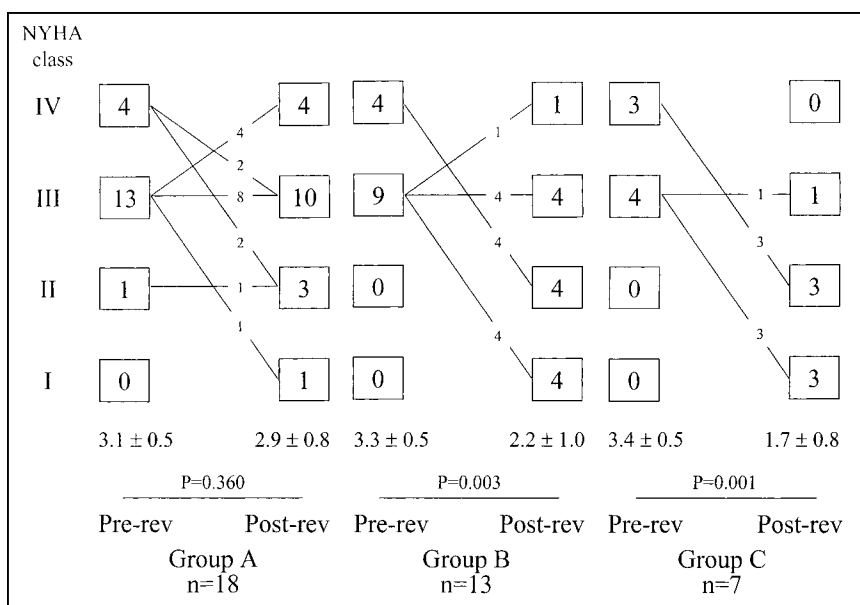 NYHA
class
IV 4 4 4 1 3 0
4 1
2
III 13 8 10 9 4 4 4 1 1
2 4 3
II 1 1 3 0 4 0 3
1 4 3
I 0 1 0 4 0 3
3.1 ± 0.5 2.9 ± 0.8 3.3 ± 0.5 2.2 ± 1.0 3.4 ± 0.5 1.7 ± 0.8
P=0.360 P=0.003 P=0.001
Pre-rev Post-rev Pre-rev Post-rev Pre-rev Post-rev
Group A Group B Group C
n=18 n=13 n=7